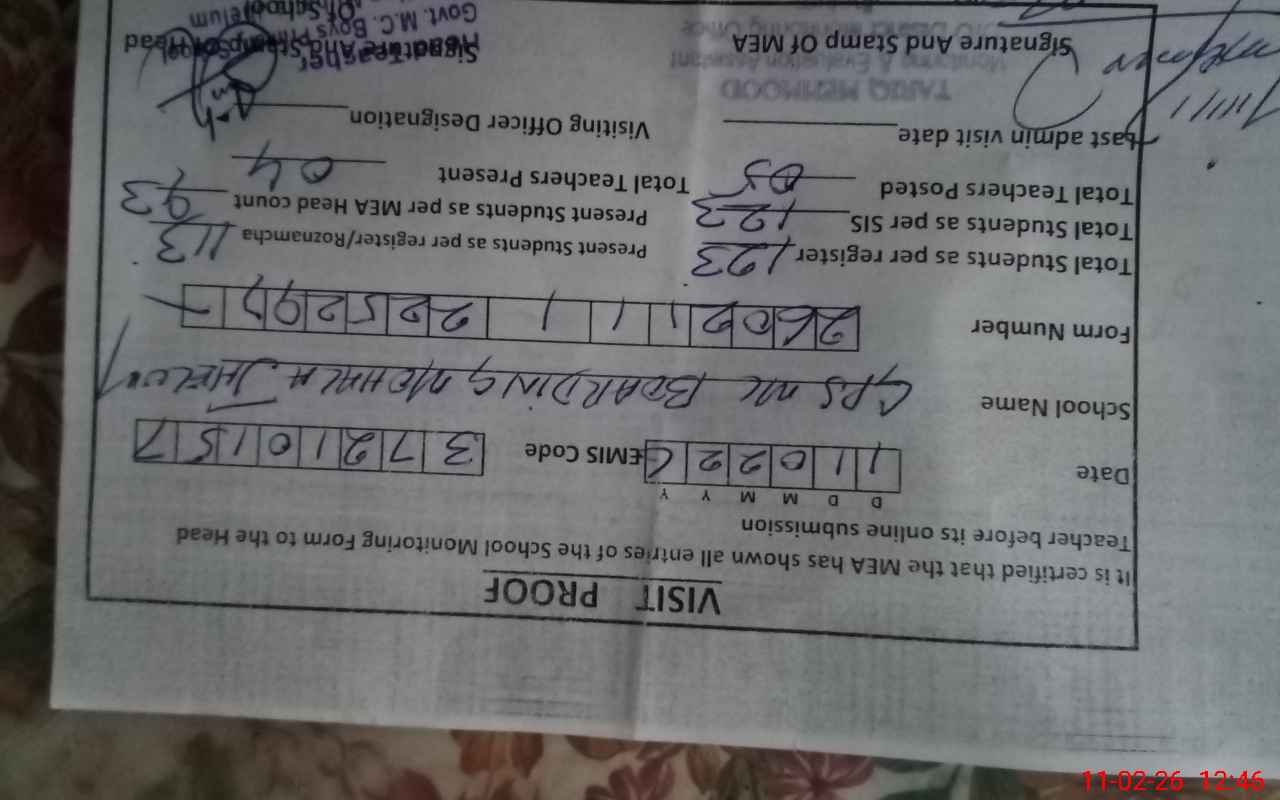 VISIT PROOF
It is certified that the MEA has shown all entries of the School Monitoring Form to the Head
Teacher before its online submission
D D M M Y Y
Date 1 1 0 2 2 6 EMIS Code 3 7 2 1 0 1 5 7
School Name GPS MC BOARDING MOHALA JHELUM
Form Number 2 6 0 2 1 1 1 2 2 5 2 9
Total Students as per register 123 Present Students as per register/Roznamcha 113
Total Students as per SIS 123 Present Students as per MEA Head count 93
Total Teachers Posted 05 Total Teachers Present 04
Last admin visit date Visiting Officer Designation
TARIQ MEHMOOD
Monitoring & Evaluation Assistant
Signature And Stamp Of MEA Signature And Stamp Of School Head
Head Teacher
Govt. M.C. Boys
11-02-26 12:46